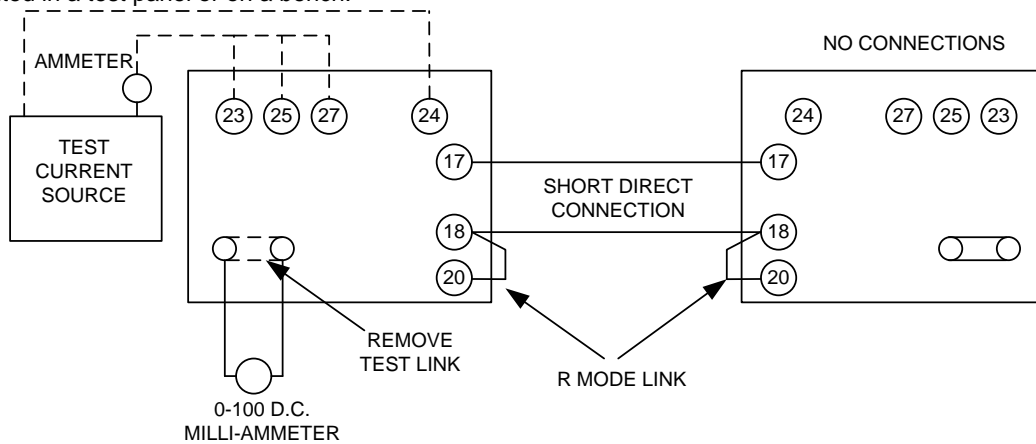 NO CONNECTIONS
AMMETER
23 25 27 24
24 27 25 23
TEST
CURRENT
SOURCE
17
17
SHORT DIRECT
CONNECTION
18
18
20
20
REMOVE
TEST LINK
R MODE LINK
0-100 D.C.
MILLI-AMMETER